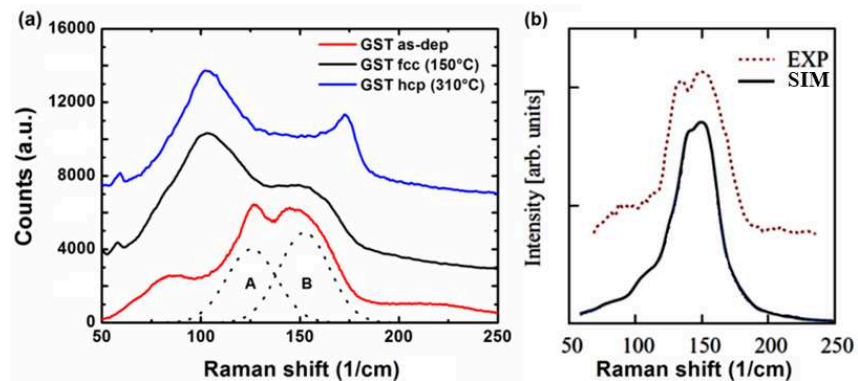 (a)
16000
12000
8000
4000
0
Counts (a.u.)
GST as-dep
GST fcc (150°C)
GST hcp (310°C)
A
B
50 100 150 200 250
Raman shift (1/cm)
(b)
EXP
SIM
Intensity [arb. units]
50 100 150 200 250
Raman shift (1/cm)